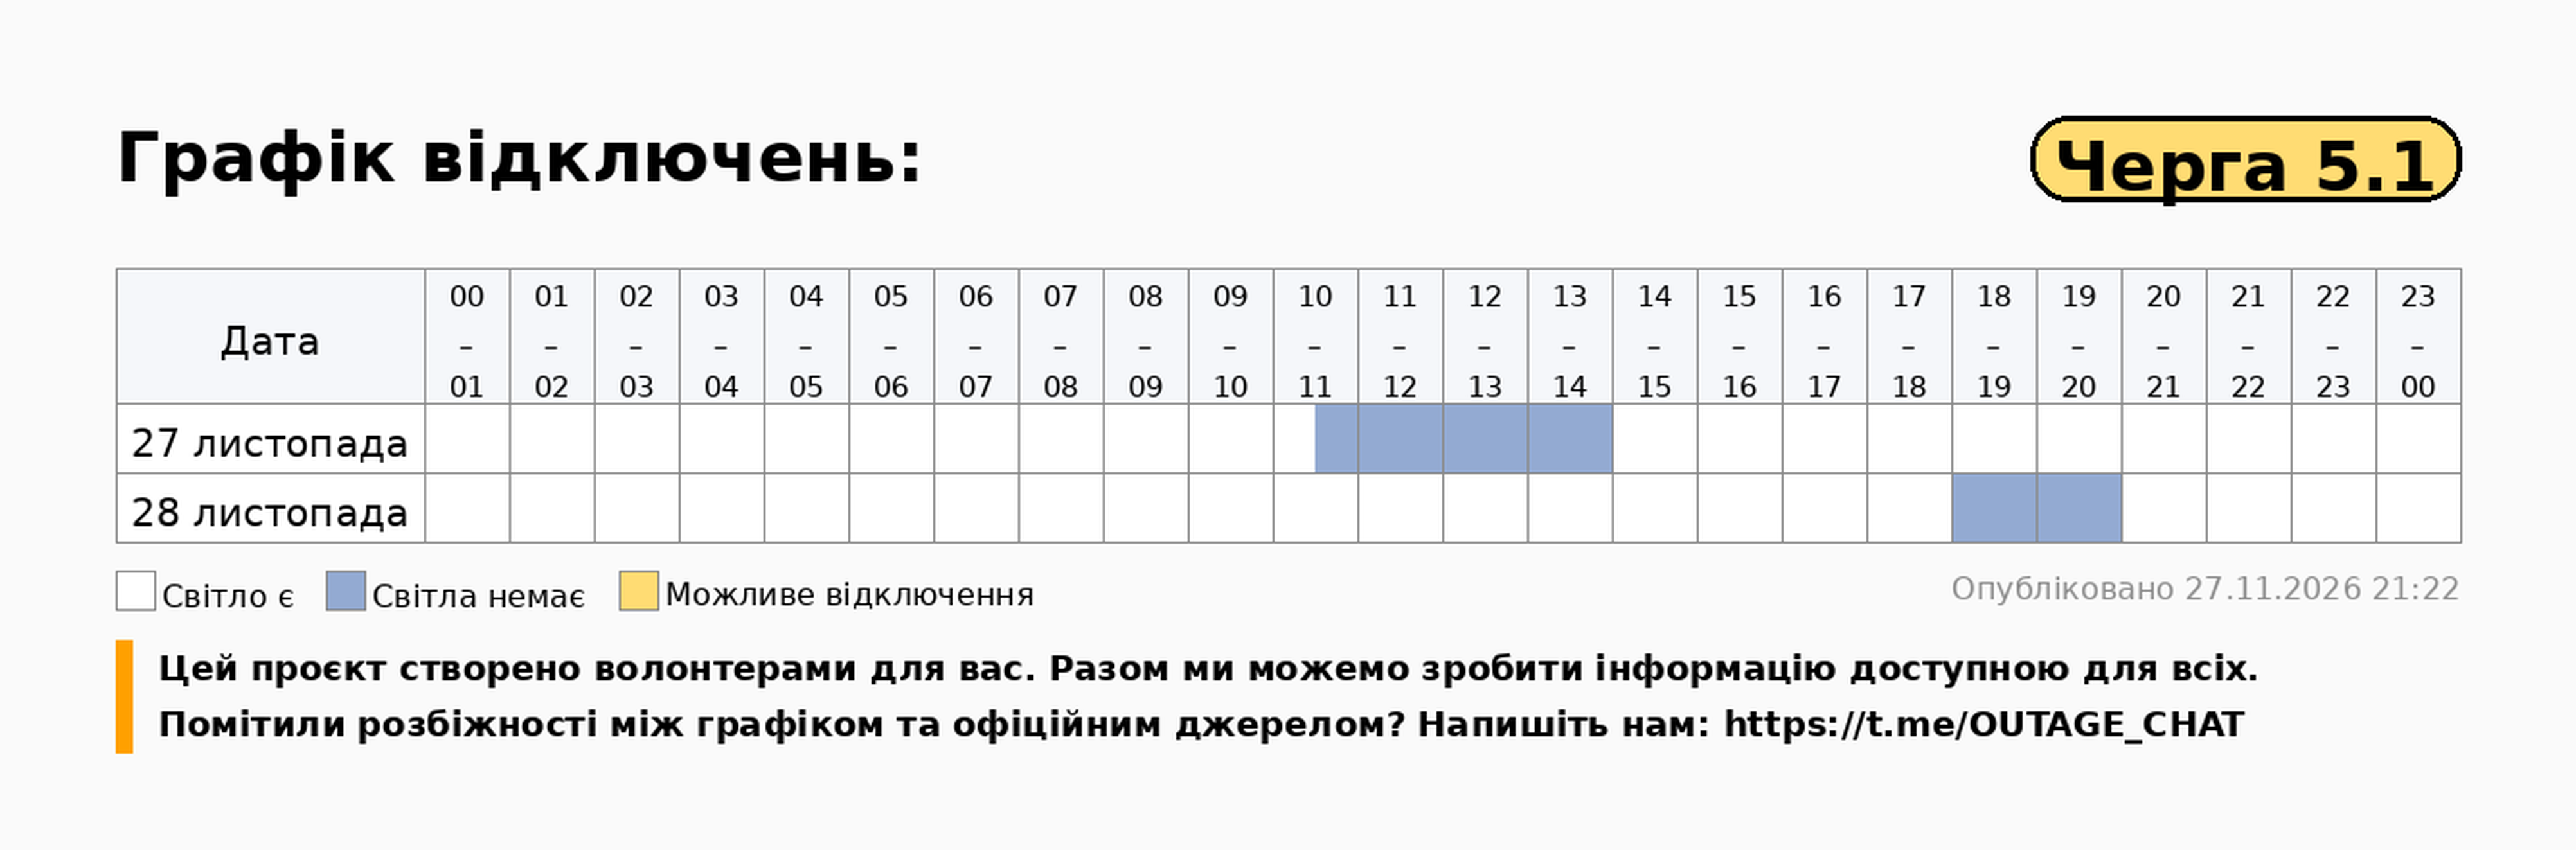 Графік відключень:
Черга 5.1
Дата
00 – 01
01 – 02
02 – 03
03 – 04
04 – 05
05 – 06
06 – 07
07 – 08
08 – 09
09 – 10
10 – 11
11 – 12
12 – 13
13 – 14
14 – 15
15 – 16
16 – 17
17 – 18
18 – 19
19 – 20
20 – 21
21 – 22
22 – 23
23 – 00
27 листопада
28 листопада
Світло є
Світла немає
Можливе відключення
Опубліковано 27.11.2026 21:22
Цей проєкт створено волонтерами для вас. Разом ми можемо зробити інформацію доступною для всіх.
Помітили розбіжності між графіком та офіційним джерелом? Напишіть нам: https://t.me/OUTAGE_CHAT